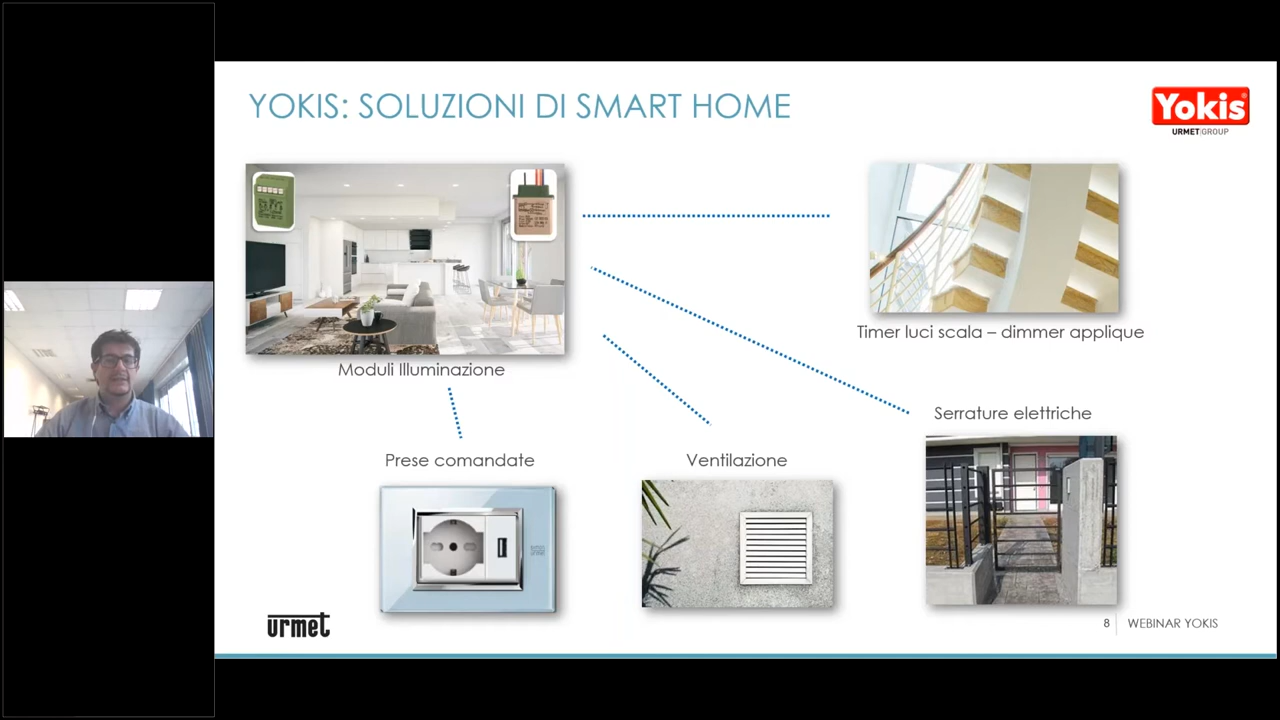 YOKIS: SOLUZIONI DI SMART HOME
Yokis
URMET|GROUP
Moduli Illuminazione
Timer luci scala – dimmer applique
Serrature elettriche
Prese comandate
Ventilazione
urmet
8
WEBINAR YOKIS